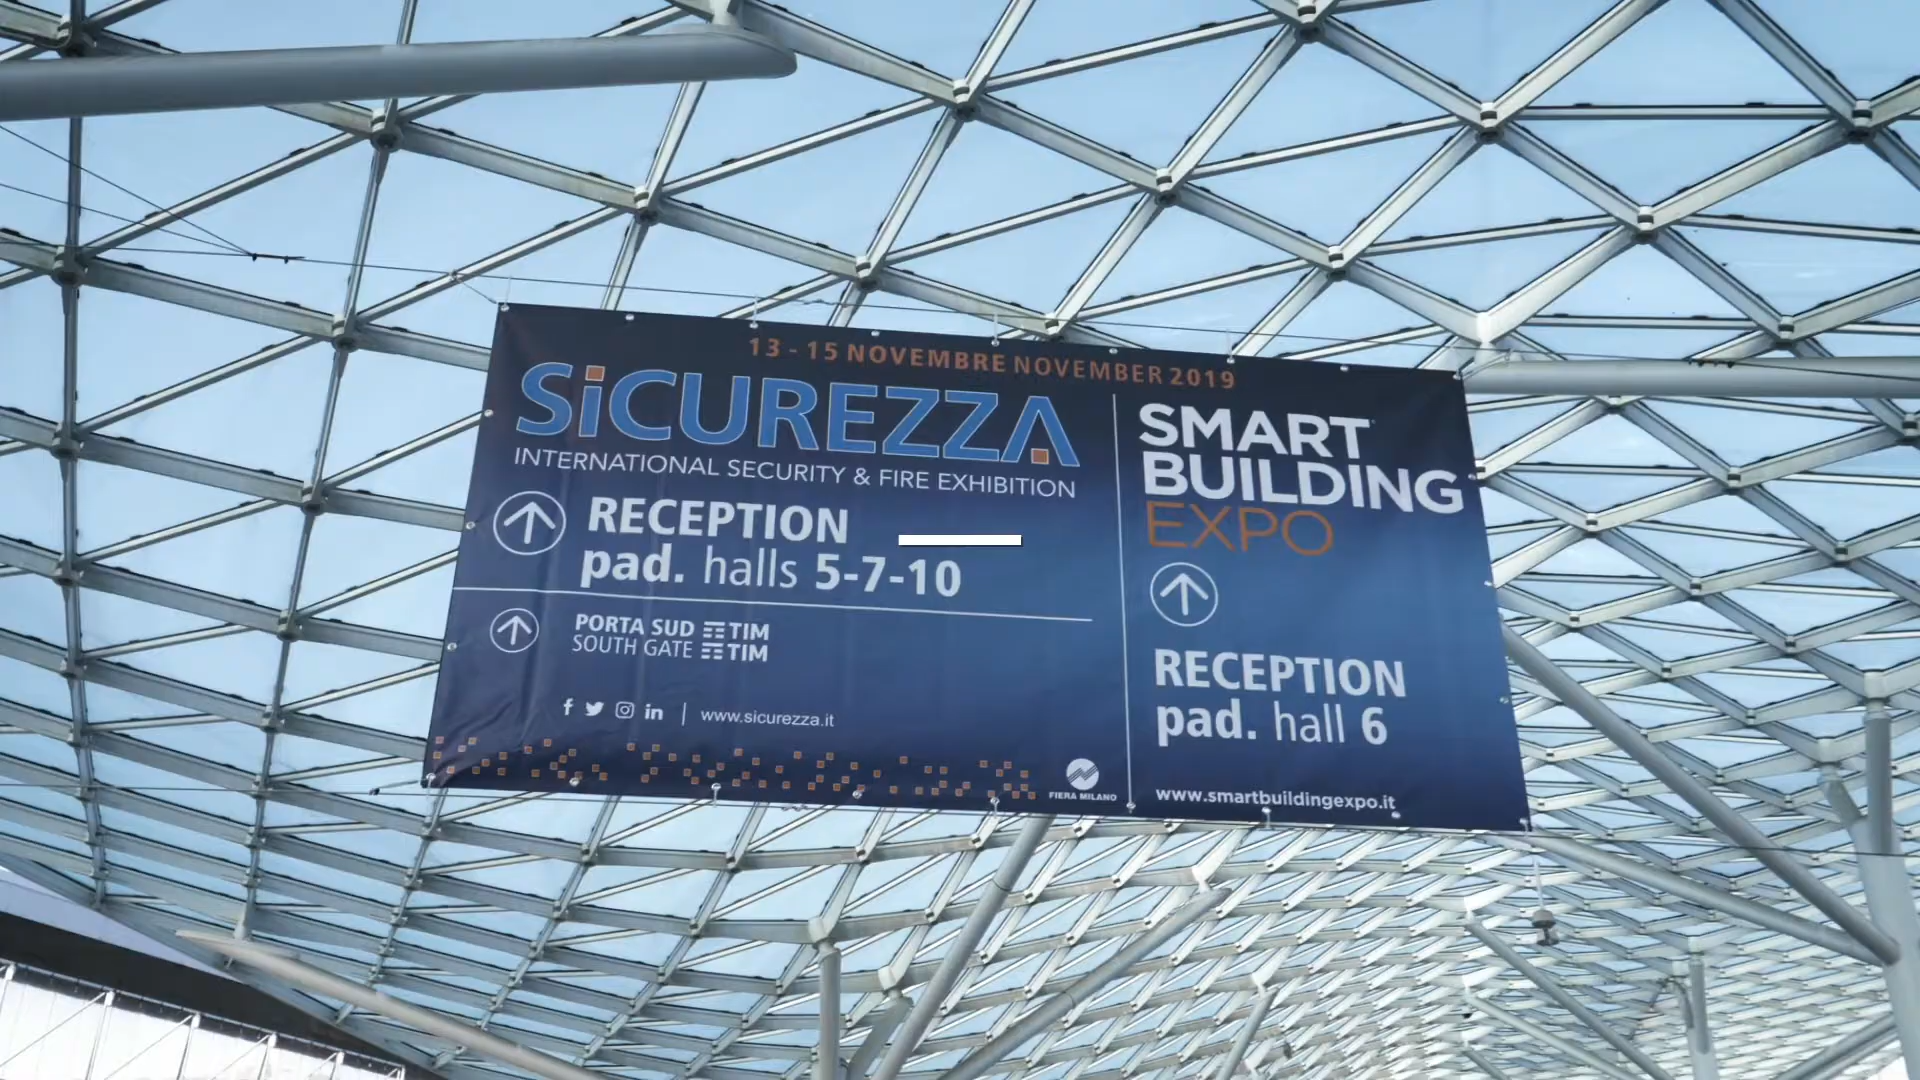 13 - 15 NOVEMBRE NOVEMBER 2019
SiCUREZZA
INTERNATIONAL SECURITY & FIRE EXHIBITION
RECEPTION
pad. halls 5-7-10
PORTA SUD TIM
SOUTH GATE TIM
f in | www.sicurezza.it
FIERA MILANO
SMART
BUILDING
EXPO
RECEPTION
pad. hall 6
www.smartbuildingexpo.it